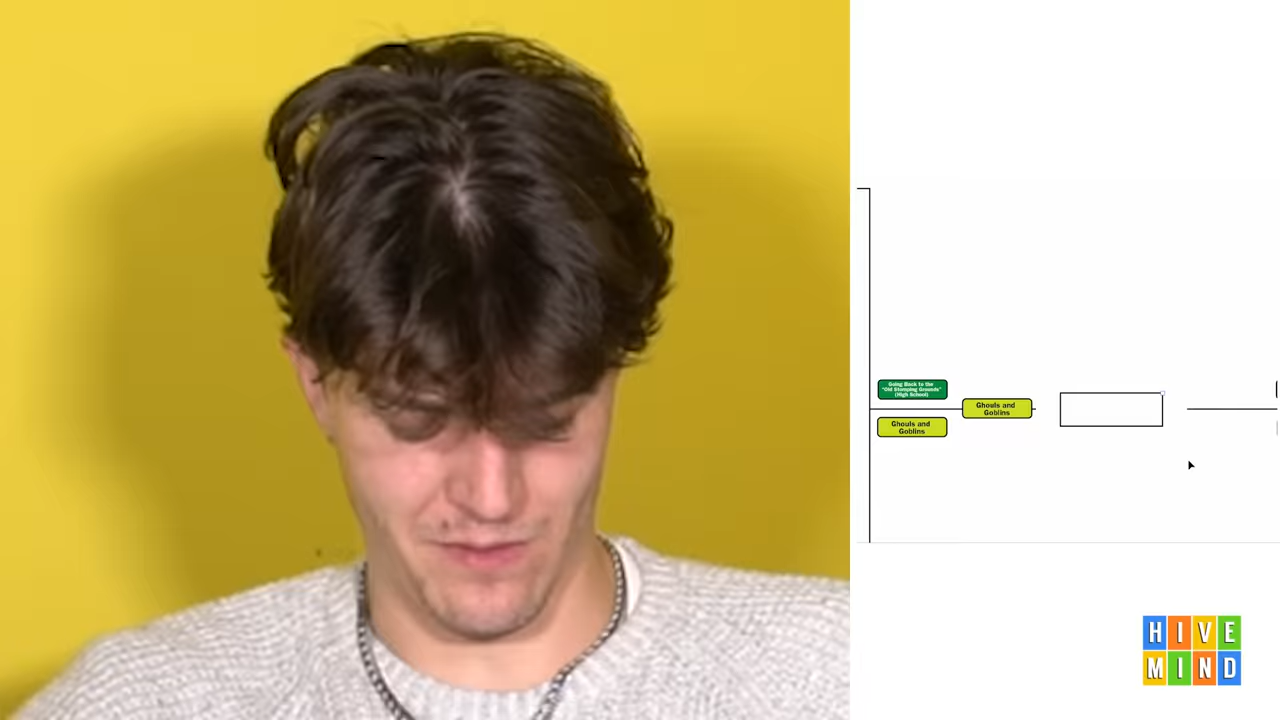 Going Back to the
"Old Stomping Grounds"
(High School)
Ghouls and
Goblins
Ghouls and
Goblins
HIVE
MIND